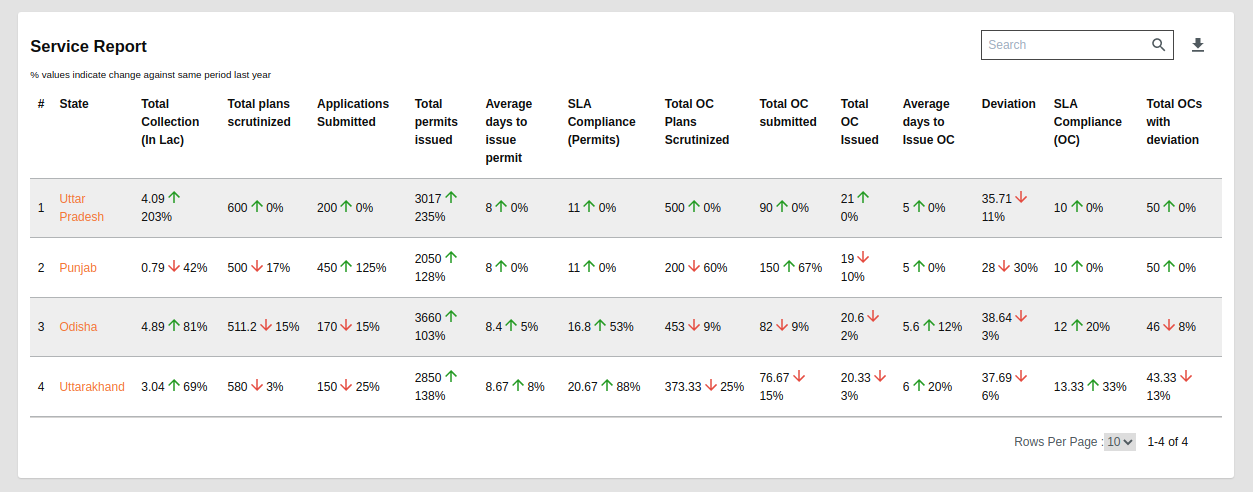 Service Report
Search
% values indicate change against same period last year
# State Total Collection (In Lac) Total plans scrutinized Applications Submitted Total permits issued Average days to issue permit SLA Compliance (Permits) Total OC Plans Scrutinized Total OC submitted Total OC Issued Average days to Issue OC Deviation SLA Compliance (OC) Total OCs with deviation
1 Uttar Pradesh 4.09 ↑ 203% 600 ↑ 0% 200 ↑ 0% 3017 ↑ 235% 8 ↑ 0% 11 ↑ 0% 500 ↑ 0% 90 ↑ 0% 21 ↑ 0% 5 ↑ 0% 35.71 ↓ 11% 10 ↑ 0% 50 ↑ 0%
2 Punjab 0.79 ↓ 42% 500 ↓ 17% 450 ↑ 125% 2050 ↑ 128% 8 ↑ 0% 11 ↑ 0% 200 ↓ 60% 150 ↑ 67% 19 ↓ 10% 5 ↑ 0% 28 ↓ 30% 10 ↑ 0% 50 ↑ 0%
3 Odisha 4.89 ↑ 81% 511.2 ↓ 15% 170 ↓ 15% 3660 ↑ 103% 8.4 ↑ 5% 16.8 ↑ 53% 453 ↓ 9% 82 ↓ 9% 20.6 ↓ 2% 5.6 ↑ 12% 38.64 ↓ 3% 12 ↑ 20% 46 ↓ 8%
4 Uttarakhand 3.04 ↑ 69% 580 ↓ 3% 150 ↓ 25% 2850 ↑ 138% 8.67 ↑ 8% 20.67 ↑ 88% 373.33 ↓ 25% 76.67 ↓ 15% 20.33 ↓ 3% 6 ↑ 20% 37.69 ↓ 6% 13.33 ↑ 33% 43.33 ↓ 13%
Rows Per Page : 10 1-4 of 4